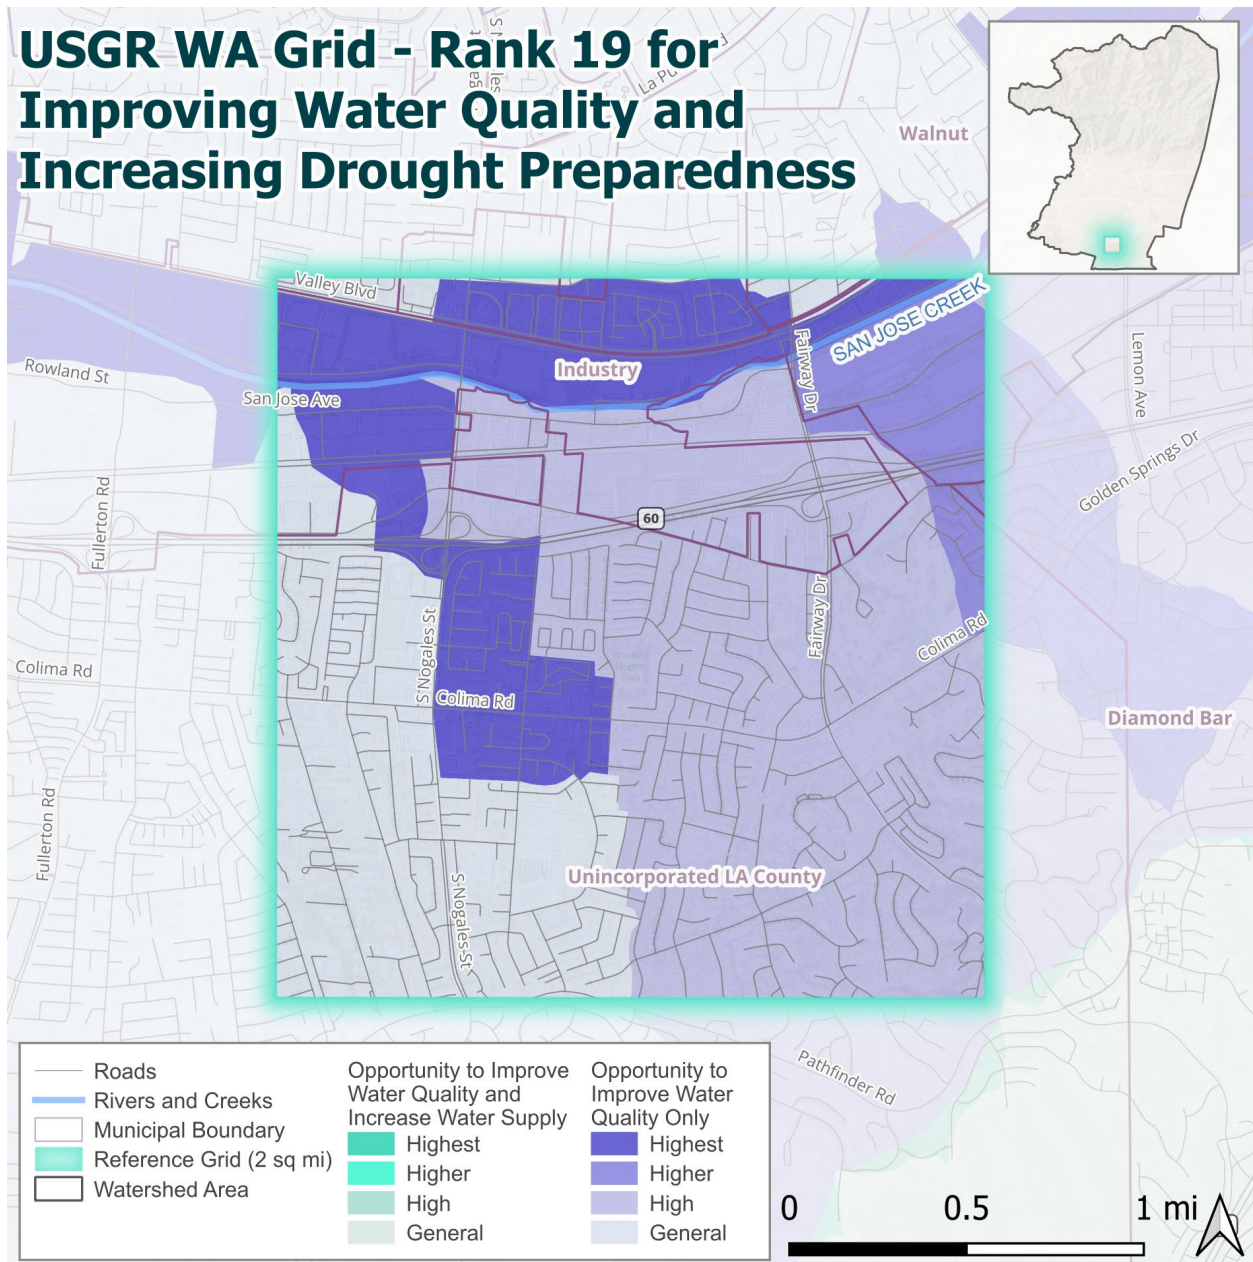 USGR WA Grid - Rank 19 for
Improving Water Quality and
Increasing Drought Preparedness
Walnut
Valley Blvd
SAN JOSE CREEK
Industry
Fairway Dr
Lemon Ave
Rowland St
San Jose Ave
Golden Springs Dr
Fullerton Rd
60
Fairway Dr
Colima Rd
S Nogales St
Colima Rd
Colima Rd
Diamond Bar
Fullerton Rd
Unincorporated LA County
S Nogales St
Pathfinder Rd
Roads
Rivers and Creeks
Municipal Boundary
Reference Grid (2 sq mi)
Watershed Area
Opportunity to Improve
Water Quality and
Increase Water Supply
Highest
Higher
High
General
Opportunity to
Improve Water
Quality Only
Highest
Higher
High
General
0 0.5 1 mi